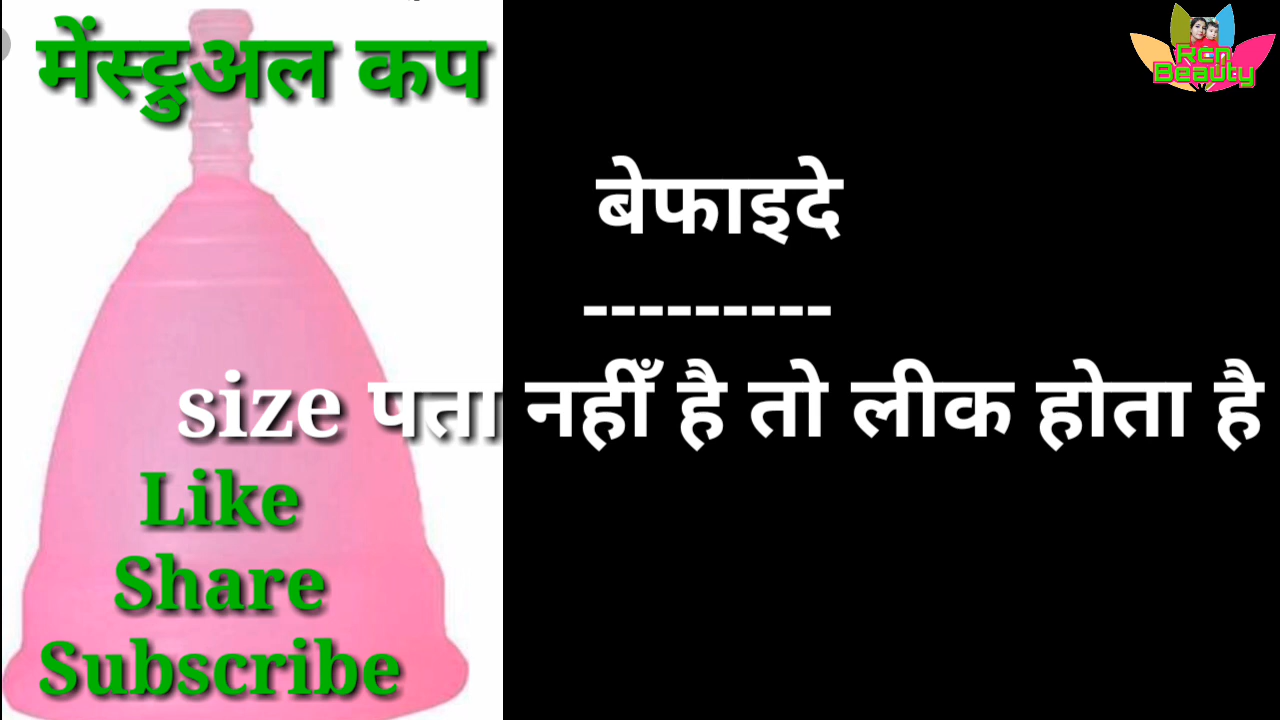 मेंस्ट्रुअल कप
Rcn
Beauty
बेफाइदे
---------
size पता नहीँ है तो लीक होता है
Like
Share
Subscribe